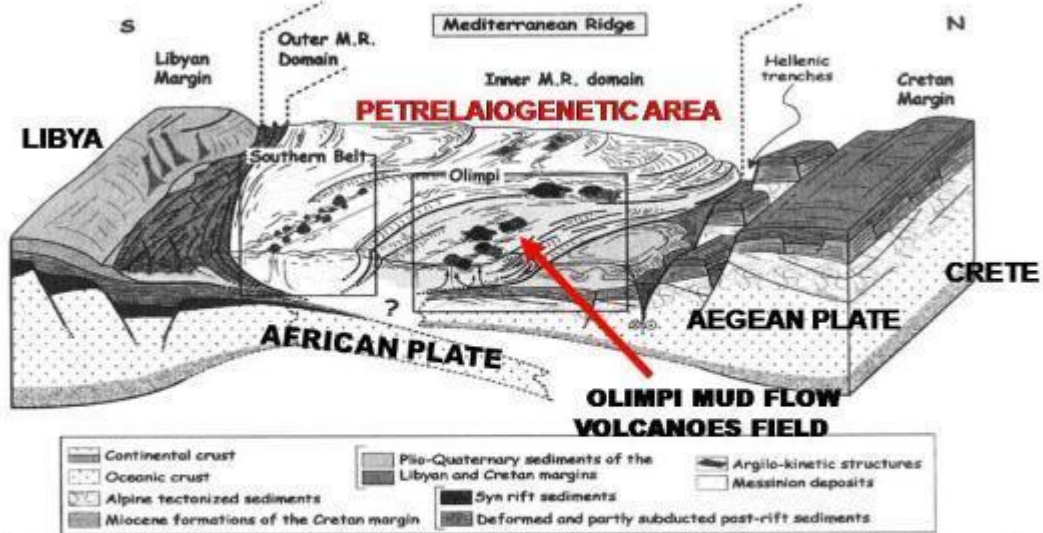 S
Mediterranean Ridge
N
Outer M.R.
Domain
Libyan
Margin
Inner M.R. domain
Hellenic
trenches
Cretan
Margin
PETRELAIOGENETIC AREA
LIBYA
Southern Belt
Olimpi
CRETE
?
AEGEAN PLATE
AFRICAN PLATE
OLIMPI MUD FLOW
VOLCANOES FIELD
Continental crust
Oceanic crust
Alpine tectonized sediments
Miocene formations of the Cretan margin
Plio-Quaternary sediments of the
Libyan and Cretan margins
Syn rift sediments
Deformed and partly subducted past-rift sediments
Argilo-kinetic structures
Messinian deposits